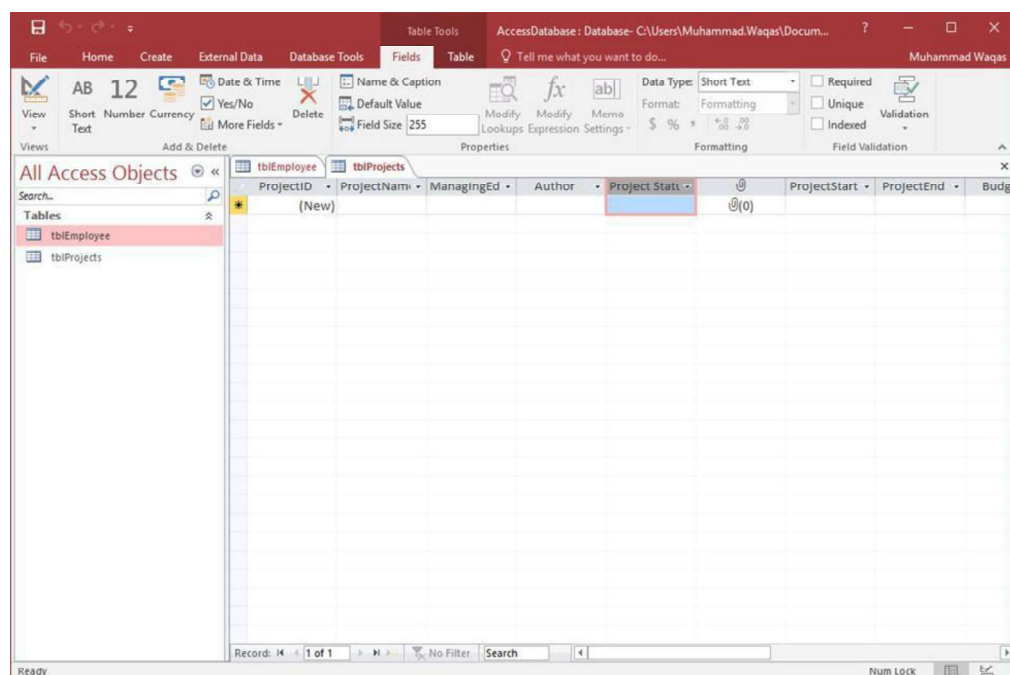 Table Tools
AccessDatabase : Database- C:\Users\Muhammad.Waqas\Docum...
?
File Home Create External Data Database Tools Fields Table Tell me what you want to do... Muhammad Waqas
View
AB
Short Text
12
Number
Currency
Date & Time
Yes/No
More Fields
Delete
Name & Caption
Default Value
Field Size 255
Modify Lookups
fx
Modify Expression
ab
Memo Settings
Data Type: Short Text
Format: Formatting
$ % ,
Required
Unique
Indexed
Validation
Views Add & Delete Properties Formatting Field Validation
All Access Objects
Search...
Tables
tblEmployee
tblProjects
tblEmployee tblProjects
ProjectID ProjectName ManagingEd Author Project Statu ProjectStart ProjectEnd Budg
(New) (0)
Record: 1 of 1 No Filter Search
Ready Num Lock